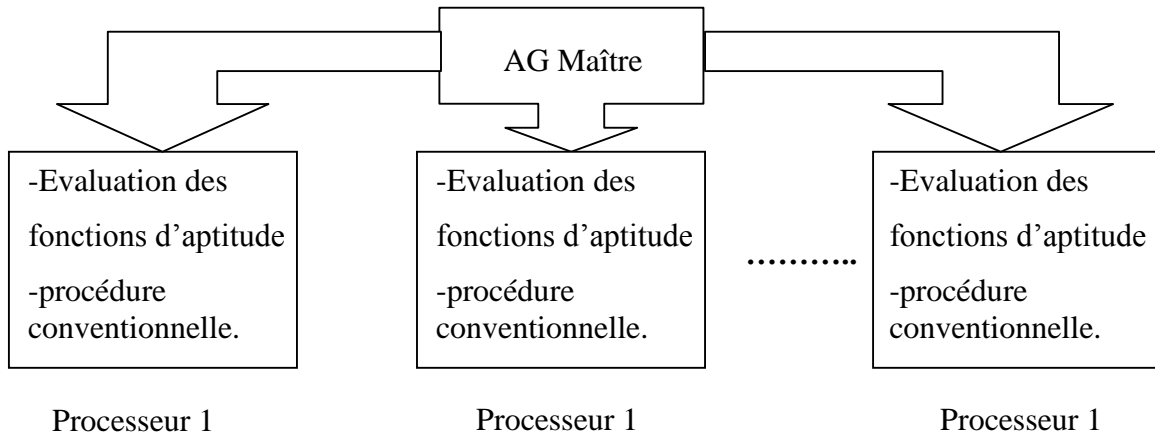 AG Maître
-Evaluation des
fonctions d’aptitude
-procédure
conventionnelle.
-Evaluation des
fonctions d’aptitude
-procédure
conventionnelle.
………..
-Evaluation des
fonctions d’aptitude
-procédure
conventionnelle.
Processeur 1
Processeur 1
Processeur 1